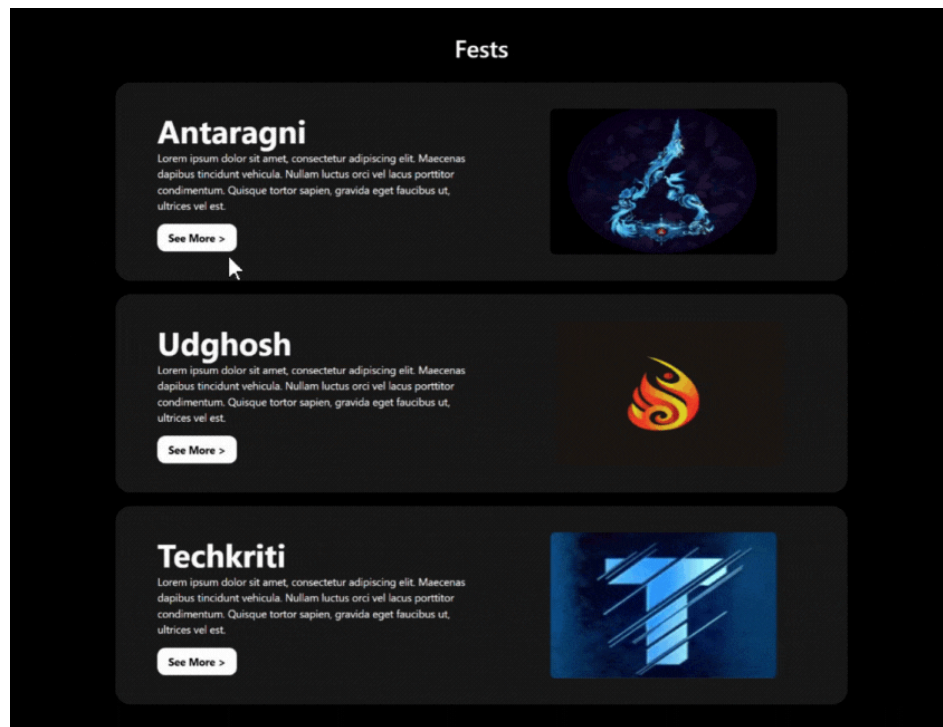 Fests
Antaragni
Lorem ipsum dolor sit amet, consectetur adipiscing elit. Maecenas
dapibus tincidunt vehicula. Nullam luctus orci vel lacus porttitor
condimentum. Quisque tortor sapien, gravida eget faucibus ut,
ultrices vel est.
See More >
Udghosh
Lorem ipsum dolor sit amet, consectetur adipiscing elit. Maecenas
dapibus tincidunt vehicula. Nullam luctus orci vel lacus porttitor
condimentum. Quisque tortor sapien, gravida eget faucibus ut,
ultrices vel est.
See More >
Techkriti
Lorem ipsum dolor sit amet, consectetur adipiscing elit. Maecenas
dapibus tincidunt vehicula. Nullam luctus orci vel lacus porttitor
condimentum. Quisque tortor sapien, gravida eget faucibus ut,
ultrices vel est.
See More >
T